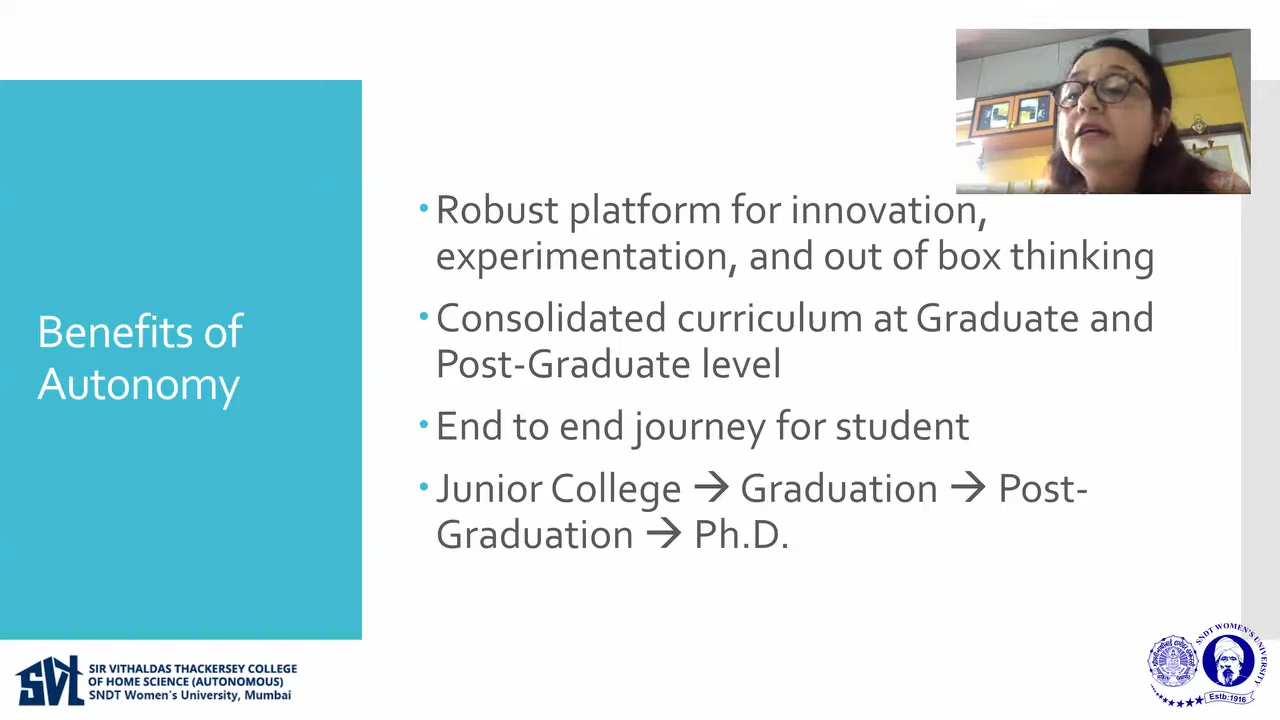 Benefits of
Autonomy
• Robust platform for innovation,
experimentation, and out of box thinking
• Consolidated curriculum at Graduate and
Post-Graduate level
• End to end journey for student
• Junior College → Graduation → Post-
Graduation → Ph.D.
SVT
SIR VITHALDAS THACKERSEY COLLEGE
OF HOME SCIENCE (AUTONOMOUS)
SNDT Women's University, Mumbai
SNDT WOMEN'S UNIVERSITY
Estb:1916